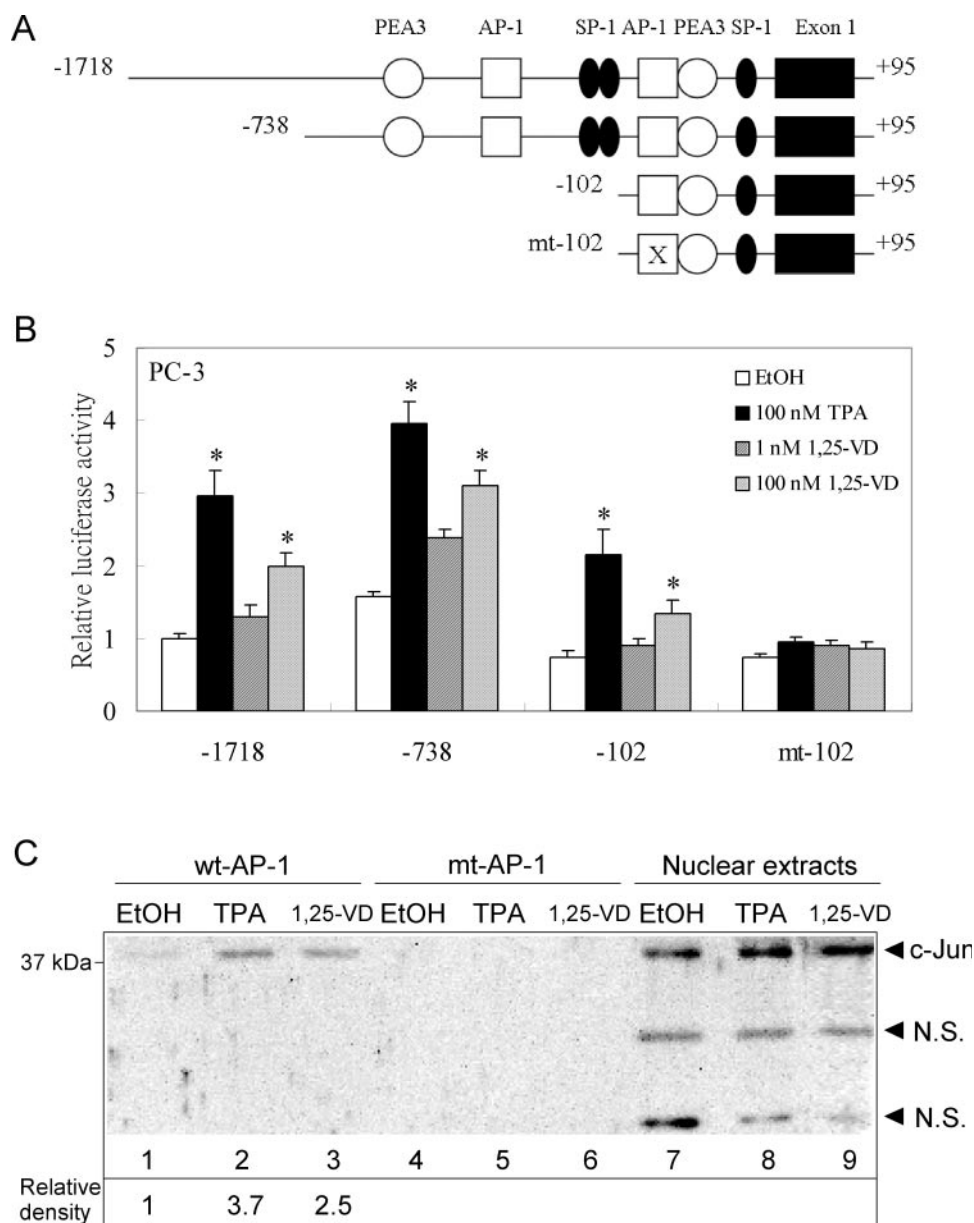 A
PEA3 AP-1 SP-1 AP-1 PEA3 SP-1 Exon 1
-1718 +95
-738 +95
-102 +95
mt-102 X +95
B
PC-3
EtOH
100 nM TPA
1 nM 1,25-VD
100 nM 1,25-VD
Relative luciferase activity
5
4
3
2
1
0
* * * * * *
-1718 -738 -102 mt-102
C
wt-AP-1 mt-AP-1 Nuclear extracts
EtOH TPA 1,25-VD EtOH TPA 1,25-VD EtOH TPA 1,25-VD
37 kDa
c-Jun
N.S.
N.S.
1 2 3 4 5 6 7 8 9
Relative density 1 3.7 2.5